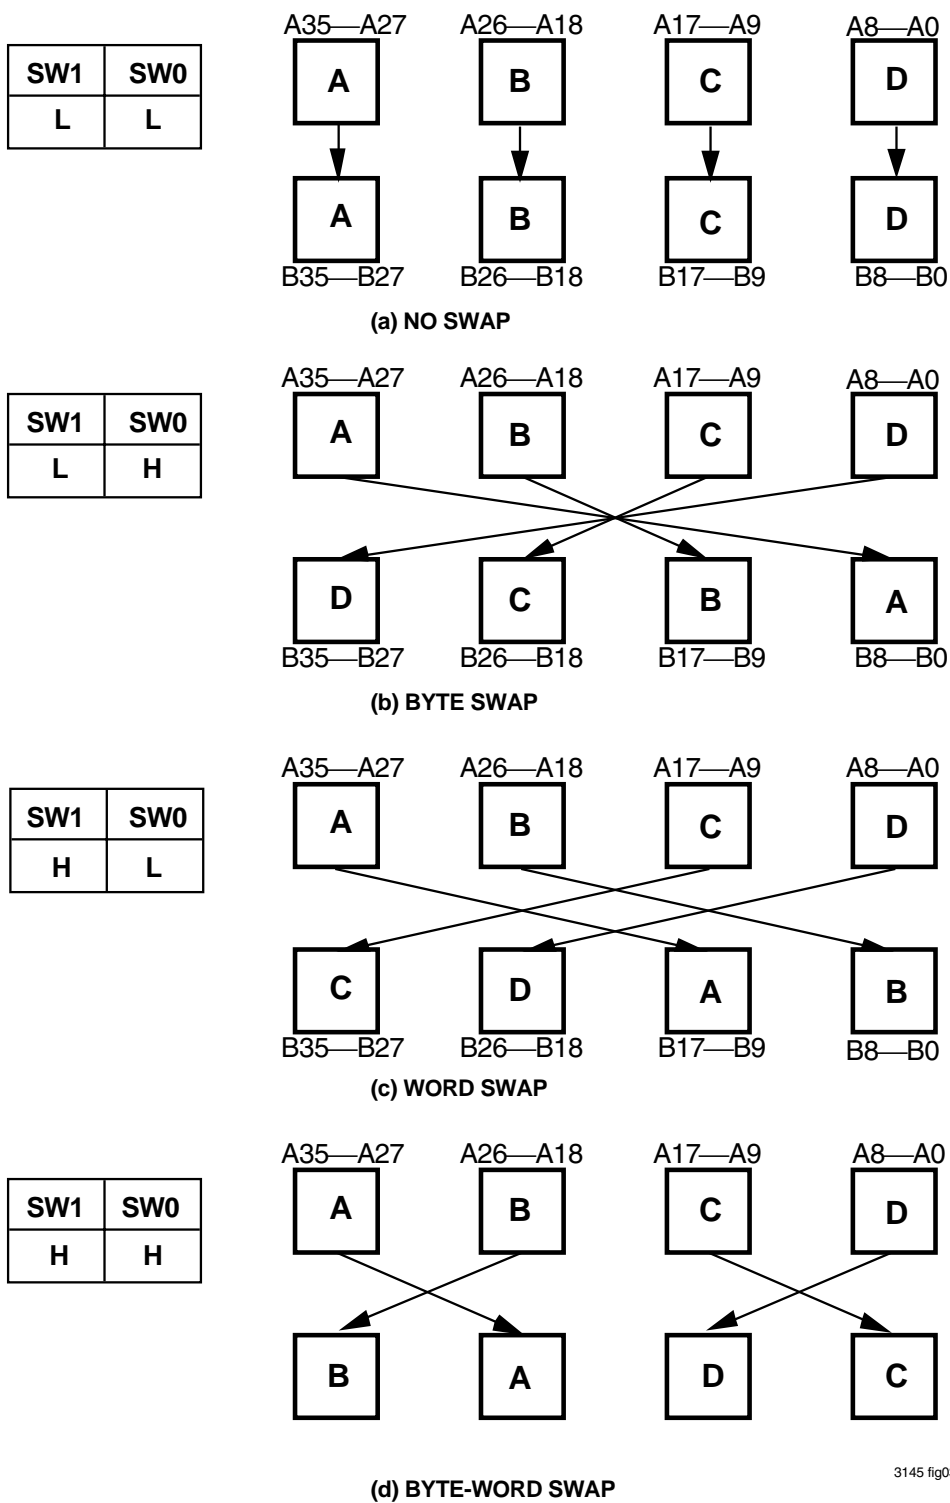 A35—A27 A26—A18 A17—A9 A8—A0
SW1 SW0
L L
A B C D
A B C D
B35—B27 B26—B18 B17—B9 B8—B0
(a) NO SWAP
A35—A27 A26—A18 A17—A9 A8—A0
SW1 SW0
L H
A B C D
D C B A
B35—B27 B26—B18 B17—B9 B8—B0
(b) BYTE SWAP
A35—A27 A26—A18 A17—A9 A8—A0
SW1 SW0
H L
A B C D
C D A B
B35—B27 B26—B18 B17—B9 B8—B0
(c) WORD SWAP
A35—A27 A26—A18 A17—A9 A8—A0
SW1 SW0
H H
A B C D
B A D C
3145 fig0
(d) BYTE-WORD SWAP